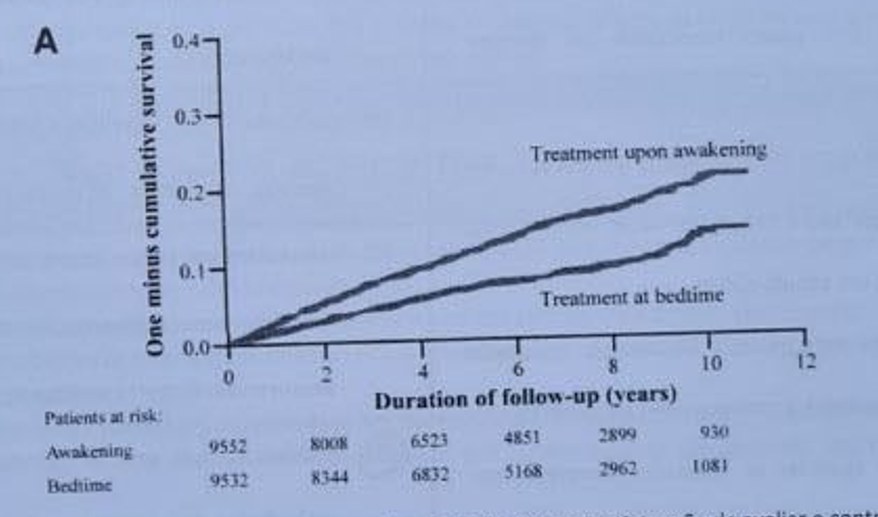 A
One minus cumulative survival
0.4
0.3
0.2
0.1
0.0
Treatment upon awakening
Treatment at bedtime
0 2 4 6 8 10 12
Duration of follow-up (years)
Patients at risk:
Awakening 9552 8008 6523 4851 2899 930
Bedtime 9532 8344 6832 5168 2962 1081